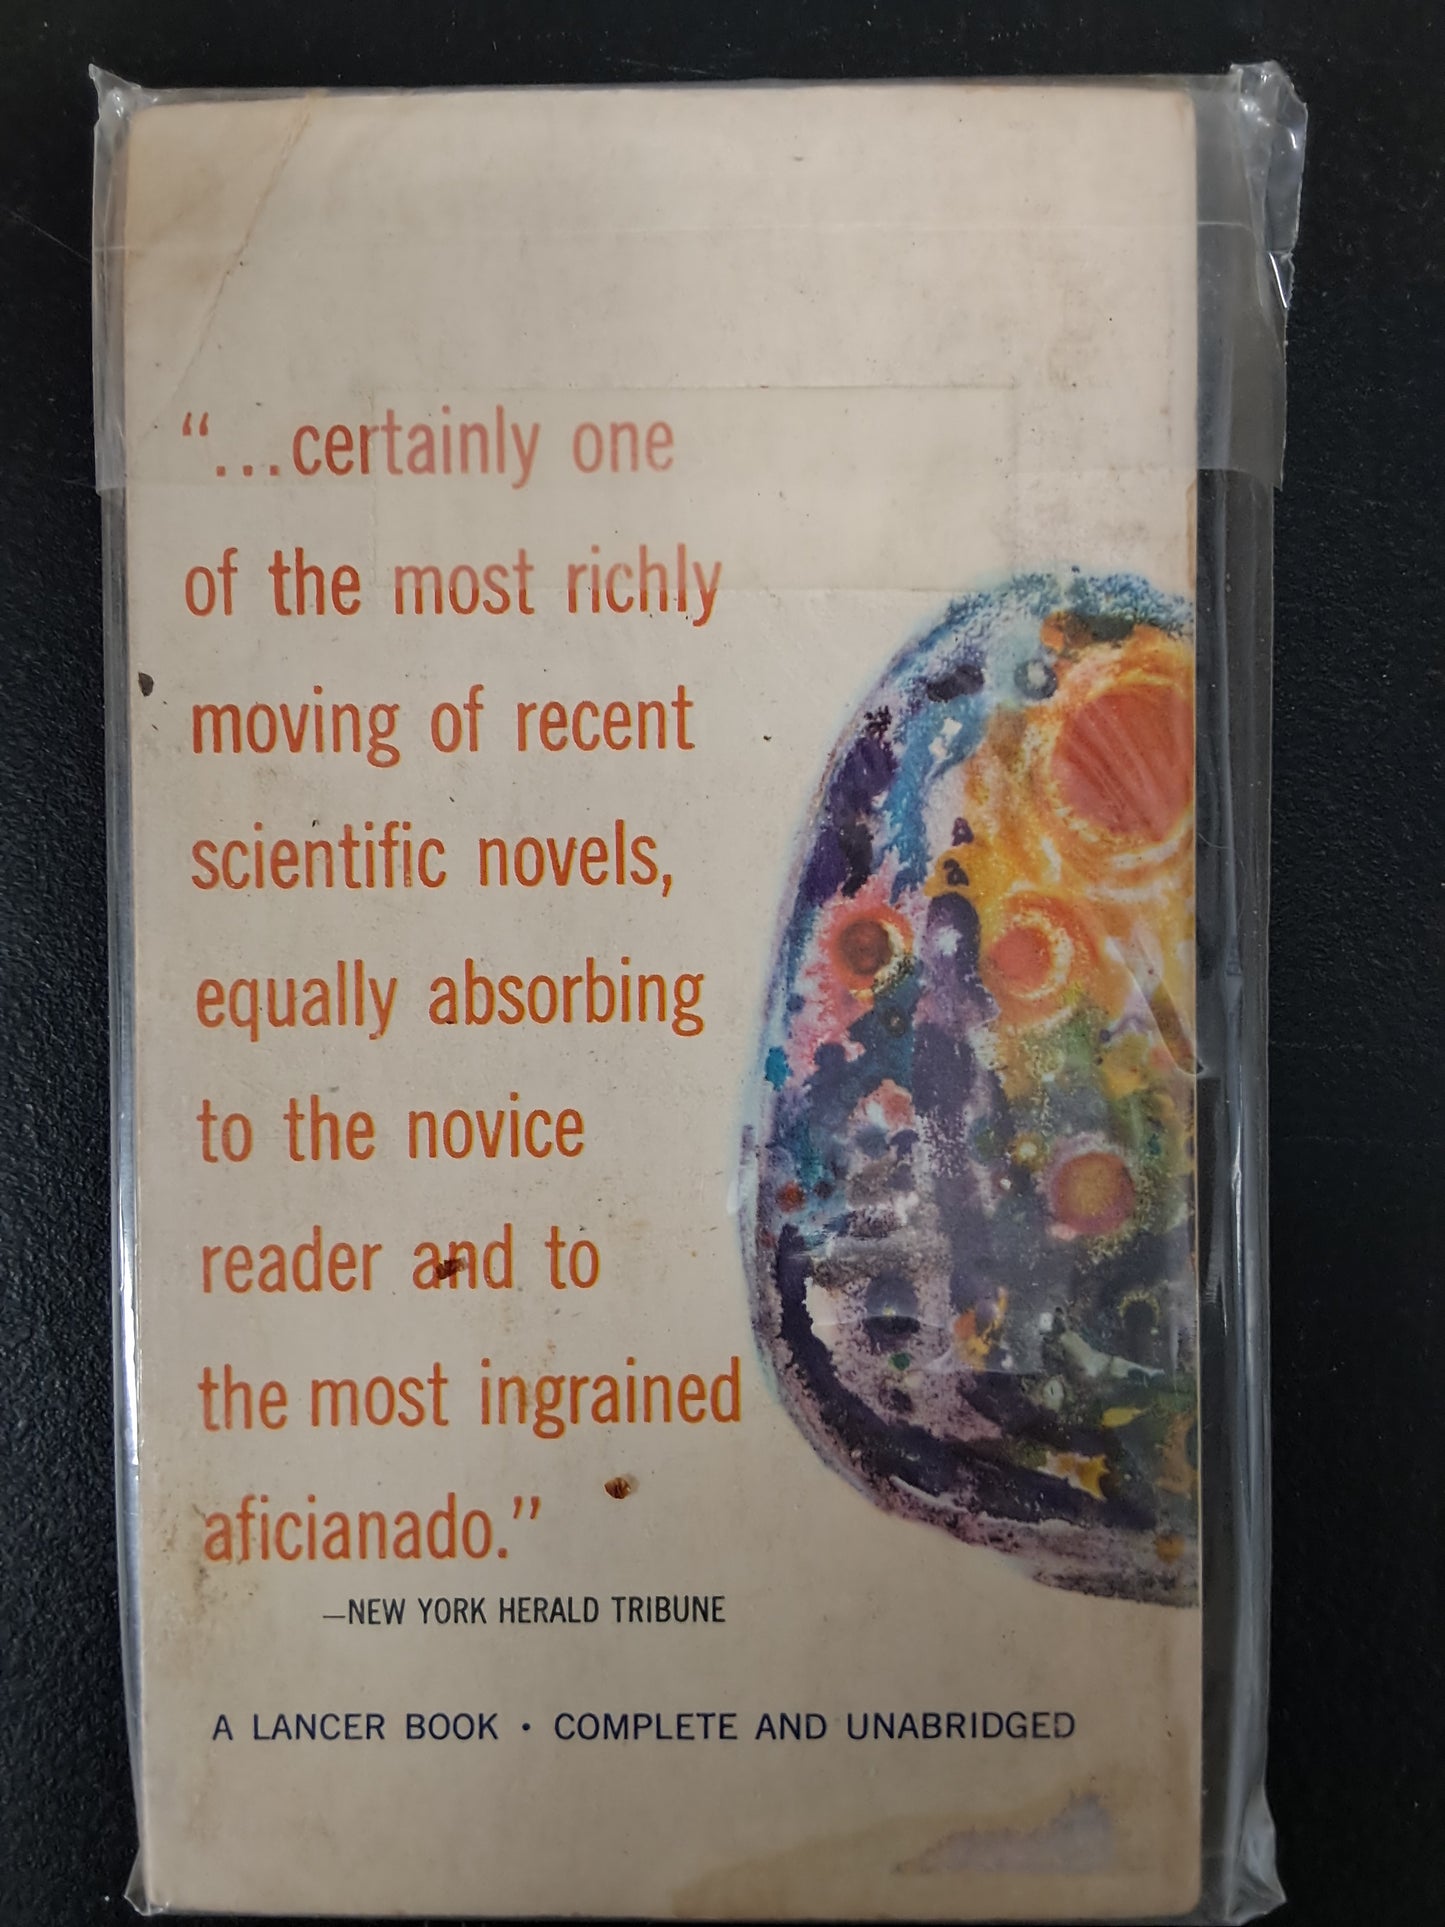 “...certainly one
of the most richly
moving of recent
scientific novels,
equally absorbing
to the novice
reader and to
the most ingrained
aficianado.”
—NEW YORK HERALD TRIBUNE
A LANCER BOOK • COMPLETE AND UNABRIDGED